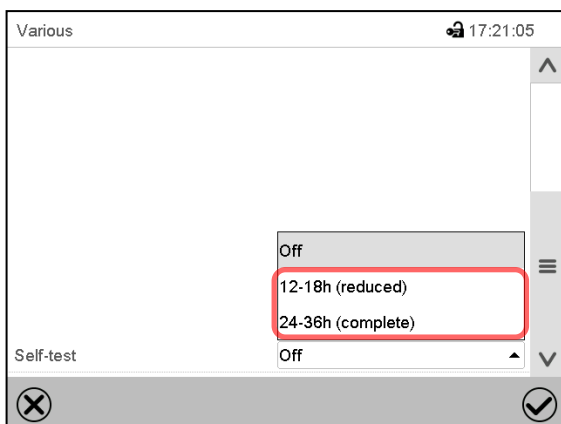 Various 17:21:05
Off
12-18h (reduced)
24-36h (complete)
Self-test Off